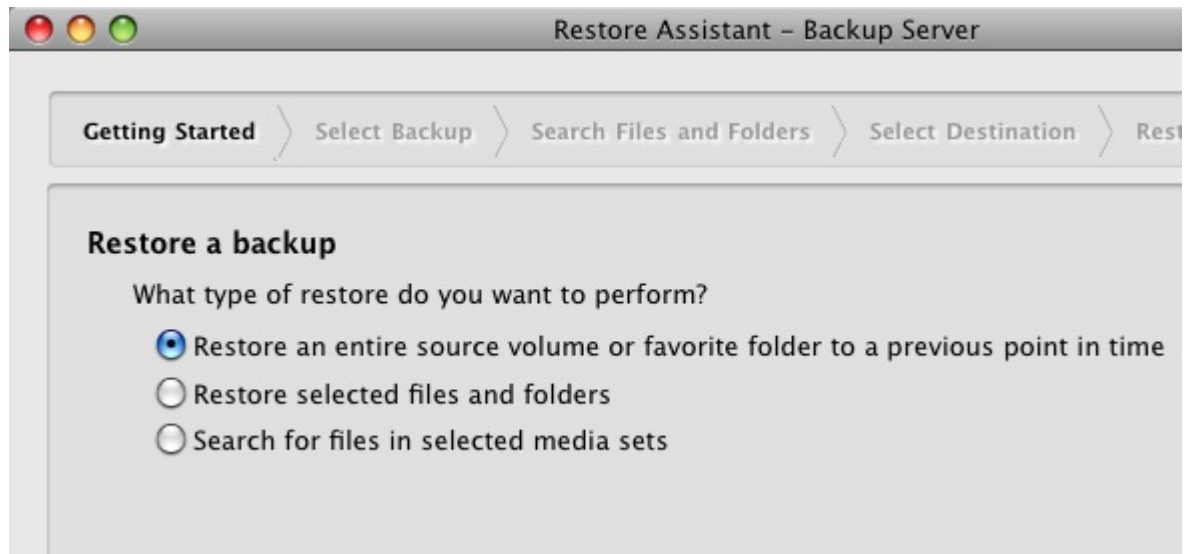 Restore Assistant – Backup Server
Getting Started Select Backup Search Files and Folders Select Destination Rest
Restore a backup
What type of restore do you want to perform?
Restore an entire source volume or favorite folder to a previous point in time
Restore selected files and folders
Search for files in selected media sets